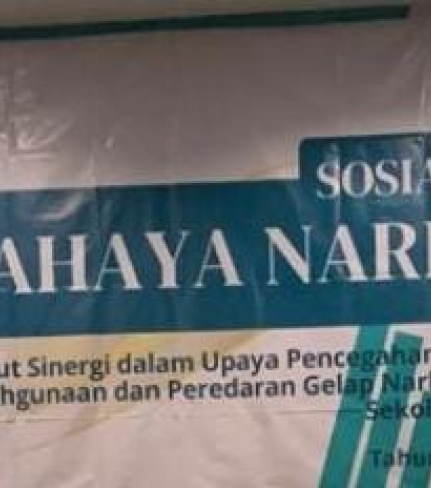 SOSIA
AHAYA NAR
ut Sinergi dalam Upaya Pencegahan
hgunaan dan Peredaran Gelap Nar
Sekol
Tahu